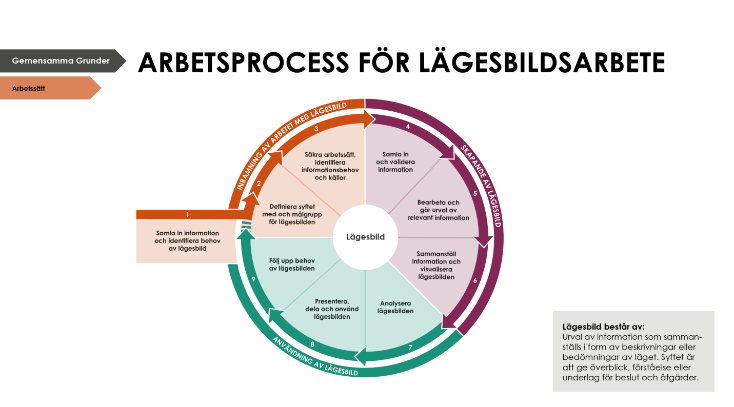 Gemensamma Grunder
Arbetssätt
ARBETSPROCESS FÖR LÄGESBILDSARBETE
INRAMNING AV ARBETET MED LÄGESBILD
SKAPANDE AV LÄGESBILD
ANVÄNDNING AV LÄGESBILD
1
Samla in information
och identifiera behov
av lägesbild
2
Definiera syftet
med och målgrupp
för lägesbilden
3
Säkra arbetssätt,
identifiera
informationsbehov
och källor
4
Samla in
och validera
information
5
Bearbeta och
gör urval av
relevant information
6
Sammanställ
information och
visualisera
lägesbilden
7
Analysera
lägesbilden
8
Presentera,
dela och använd
lägesbilden
9
Följ upp behov
av lägesbilden
Lägesbild
Lägesbild består av:
Urval av information som samman-
ställs i form av beskrivningar eller
bedömningar av läget. Syftet är
att ge överblick, förståelse eller
underlag för beslut och åtgärder.